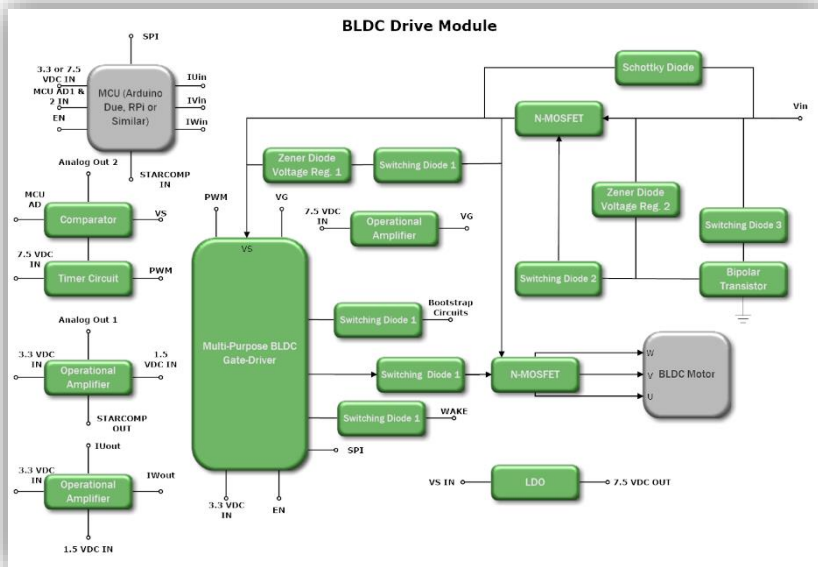 BLDC Drive Module
SPI
3.3 or 7.5
VDC IN
MCU AD1 &
2 IN
EN
MCU (Arduino
Due, RPi or
Similar)
IUin
IVin
IWin
STARCOMP
IN
Analog Out 2
MCU
AD
Comparator
VS
7.5 VDC
IN
Timer Circuit
PWM
Analog Out 1
3.3 VDC
IN
Operational
Amplifier
1.5
VDC IN
STARCOMP
OUT
IUout
3.3 VDC
IN
Operational
Amplifier
IWout
1.5 VDC IN
Schottky Diode
Vin
N-MOSFET
Zener Diode
Voltage Reg. 1
Switching Diode 1
Zener Diode
Voltage Reg. 2
Switching Diode 3
Switching Diode 2
Bipolar
Transistor
PWM
VG
7.5 VDC
IN
Operational
Amplifier
VG
VS
Multi-Purpose BLDC
Gate-Driver
Switching Diode 1
Bootstrap
Circuits
Switching Diode 1
N-MOSFET
W
V
U
BLDC Motor
Switching Diode 1
WAKE
SPI
3.3 VDC
IN
EN
VS IN
LDO
7.5 VDC OUT